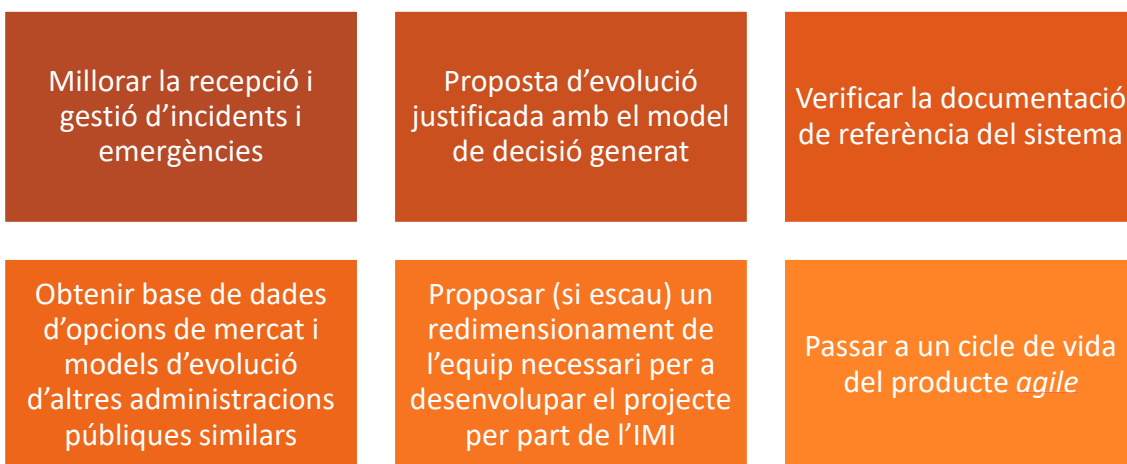 Millorar la recepció i
gestió d’incidents i
emergències
Proposta d’evolució
justificada amb el model
de decisió generat
Verificar la documentació
de referència del sistema
Obtenir base de dades
d’opcions de mercat i
models d’evolució
d’altres administracions
públiques similars
Proposar (si escau) un
redimensionament de
l’equip necessari per a
desenvolupar el projecte
per part de l’IMI
Passar a un cicle de vida
del producte agile